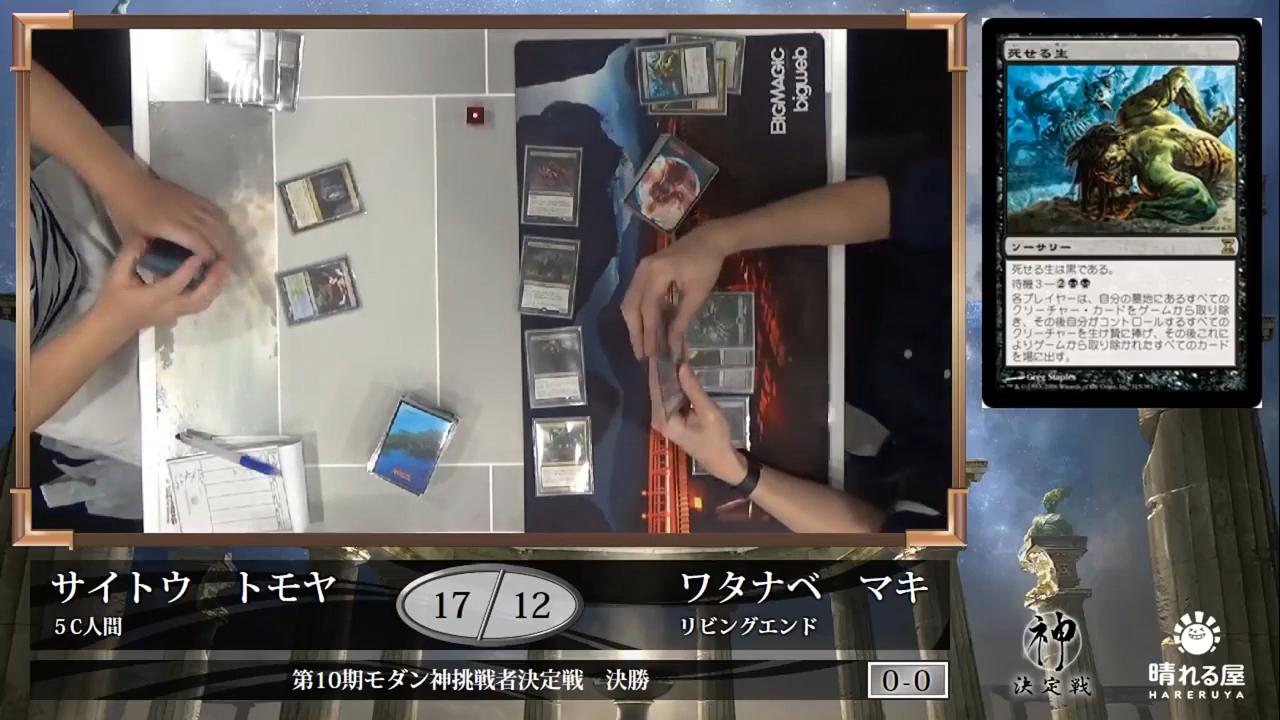 BIGMAGIC
bigweb
死せる生
ソーサリー
死せる生は黒である。
待機3―②黒黒
各プレイヤーは、自分の墓地にあるすべての
クリーチャー・カードをゲームから取り除
き、その後自分がコントロールするすべての
クリーチャーを生け贄に捧げ、その後これに
よりゲームから取り除かれたすべてのカード
を場に出す。
Greg Staples
サイトウ トモヤ
5C人間
17/12
ワタナベ マキ
リビングエンド
第10期モダン神挑戦者決定戦 決勝
0-0
神
決定戦
晴れる屋
HARERUYA